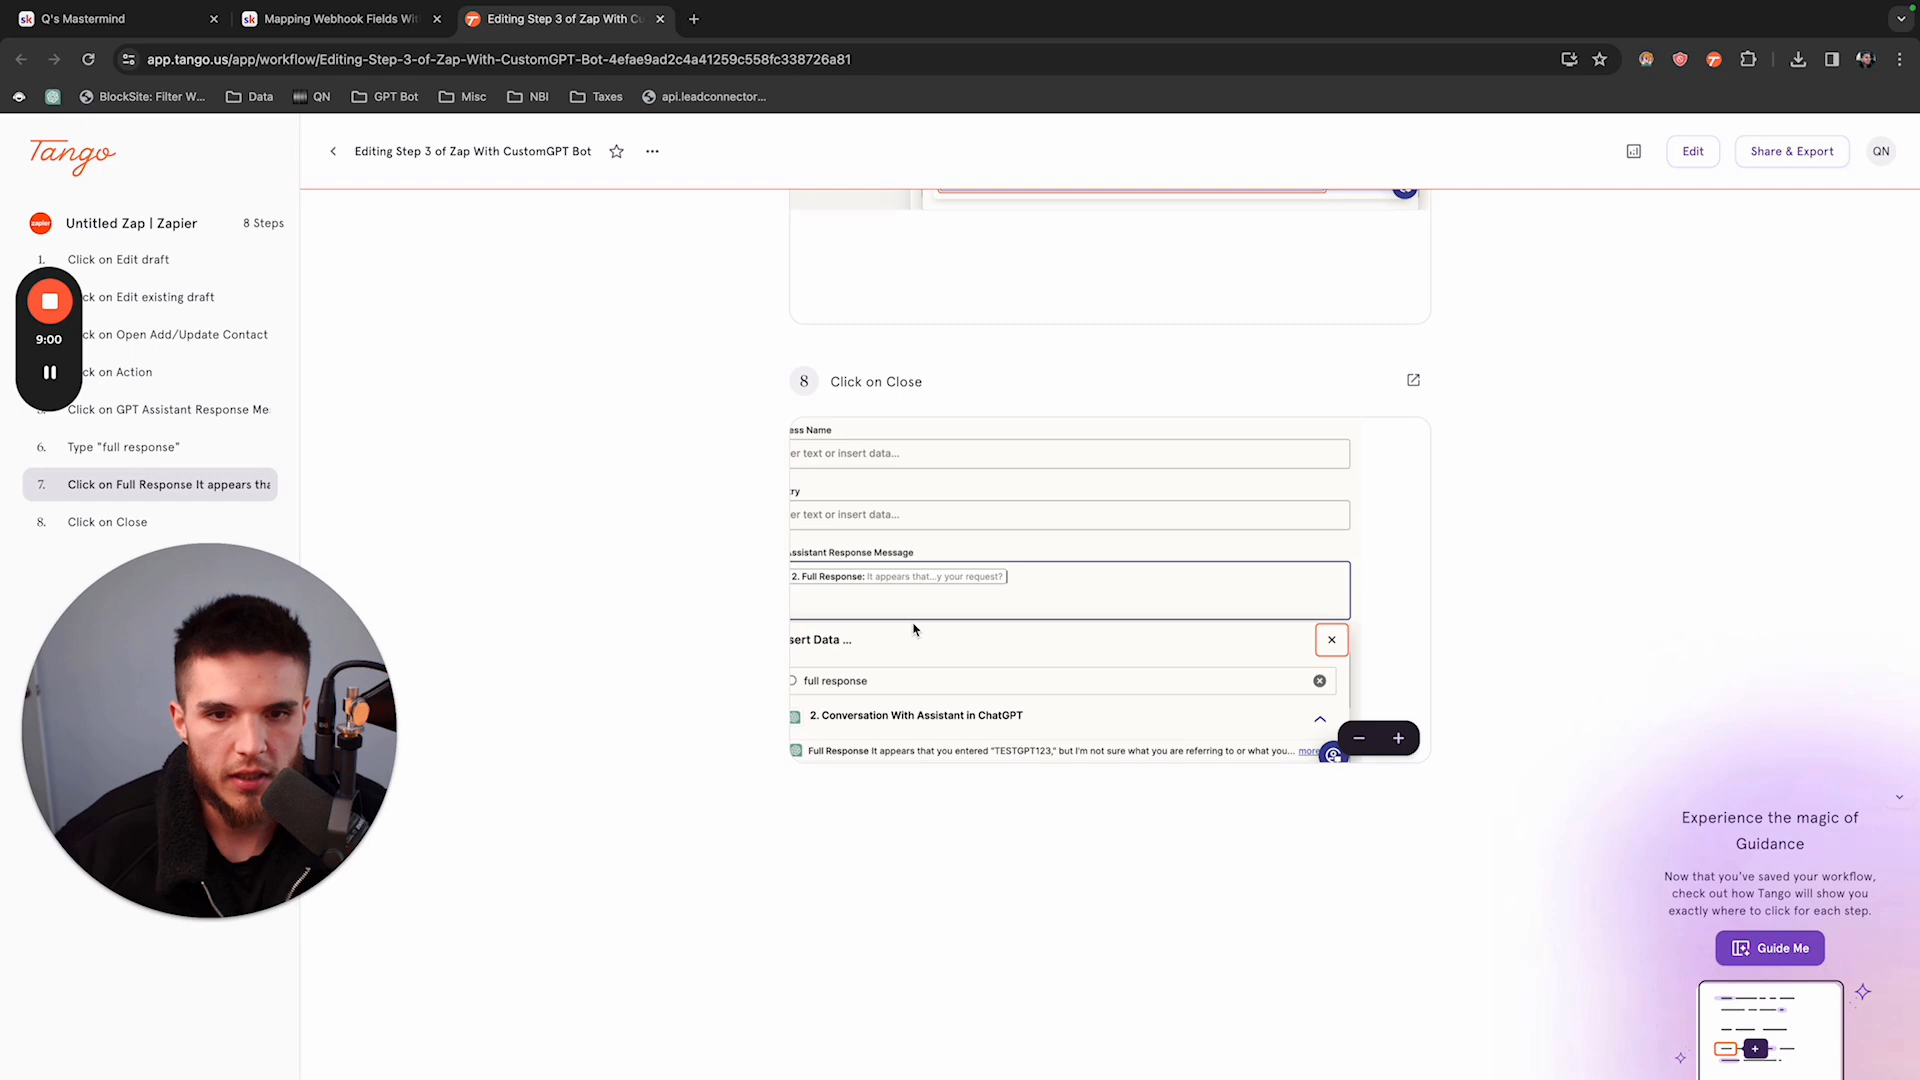 Q's Mastermind
Mapping Webhook Fields Wi
Editing Step 3 of Zap With Cu
app.tango.us/app/workflow/Editing-Step-3-of-Zap-With-CustomGPT-Bot-4efae9ad2c4a41259c558fc338726a81
BlockSite: Filter W...
Data
QN
GPT Bot
Misc
NBI
Taxes
api.leadconnector...
Tango
Editing Step 3 of Zap With CustomGPT Bot
Edit
Share & Export
QN
zapier
Untitled Zap | Zapier
8 Steps
1. Click on Edit draft
ck on Edit existing draft
ck on Open Add/Update Contact
ck on Action
Click on GPT Assistant Response Me
6. Type "full response"
7. Click on Full Response It appears tha
8. Click on Close
9:00
8 Click on Close
ess Name
er text or insert data...
try
er text or insert data...
Assistant Response Message
2. Full Response: It appears that...y your request?
sert Data ...
full response
2. Conversation With Assistant in ChatGPT
Full Response It appears that you entered "TESTGPT123," but I'm not sure what you are referring to or what you... more
Experience the magic of
Guidance
Now that you've saved your workflow,
check out how Tango will show you
exactly where to click for each step.
Guide Me